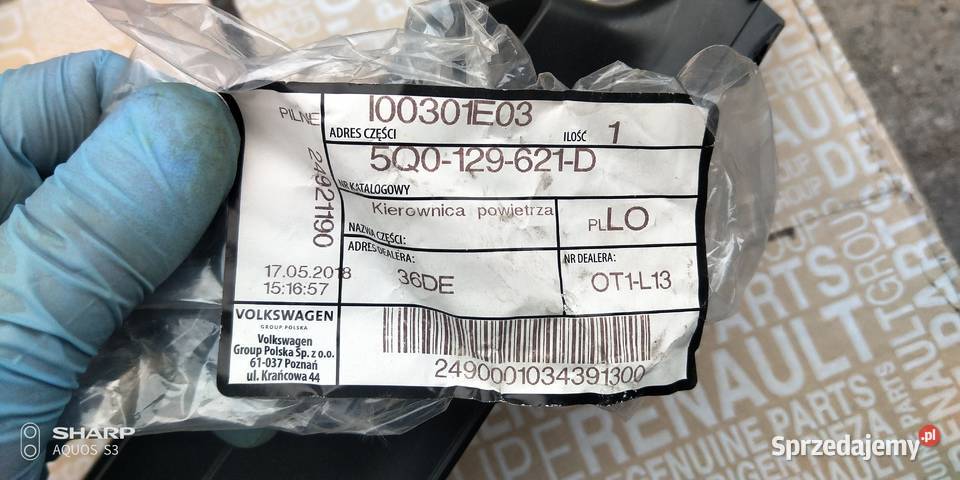 PILNE
I00301E03
ADRES CZĘŚCI
ILOŚĆ 1
5Q0-129-621-D
NR KATALOGOWY
24921190
Kierownica powietrza
NAZWA CZĘŚCI:
PL LO
ADRES DEALERA:
36DE
NR DEALERA:
OT1-L13
17.05.2018
15:16:57
VOLKSWAGEN
GROUP POLSKA
Volkswagen
Group Polska Sp. z o.o.
61-037 Poznań
ul. Krańcowa 44
2490001034391300
RENAULT
PARTS
GROUP
RENAULT
GENUINE PARTS
SHARP
AQUOS S3
Sprzedajemy.pl